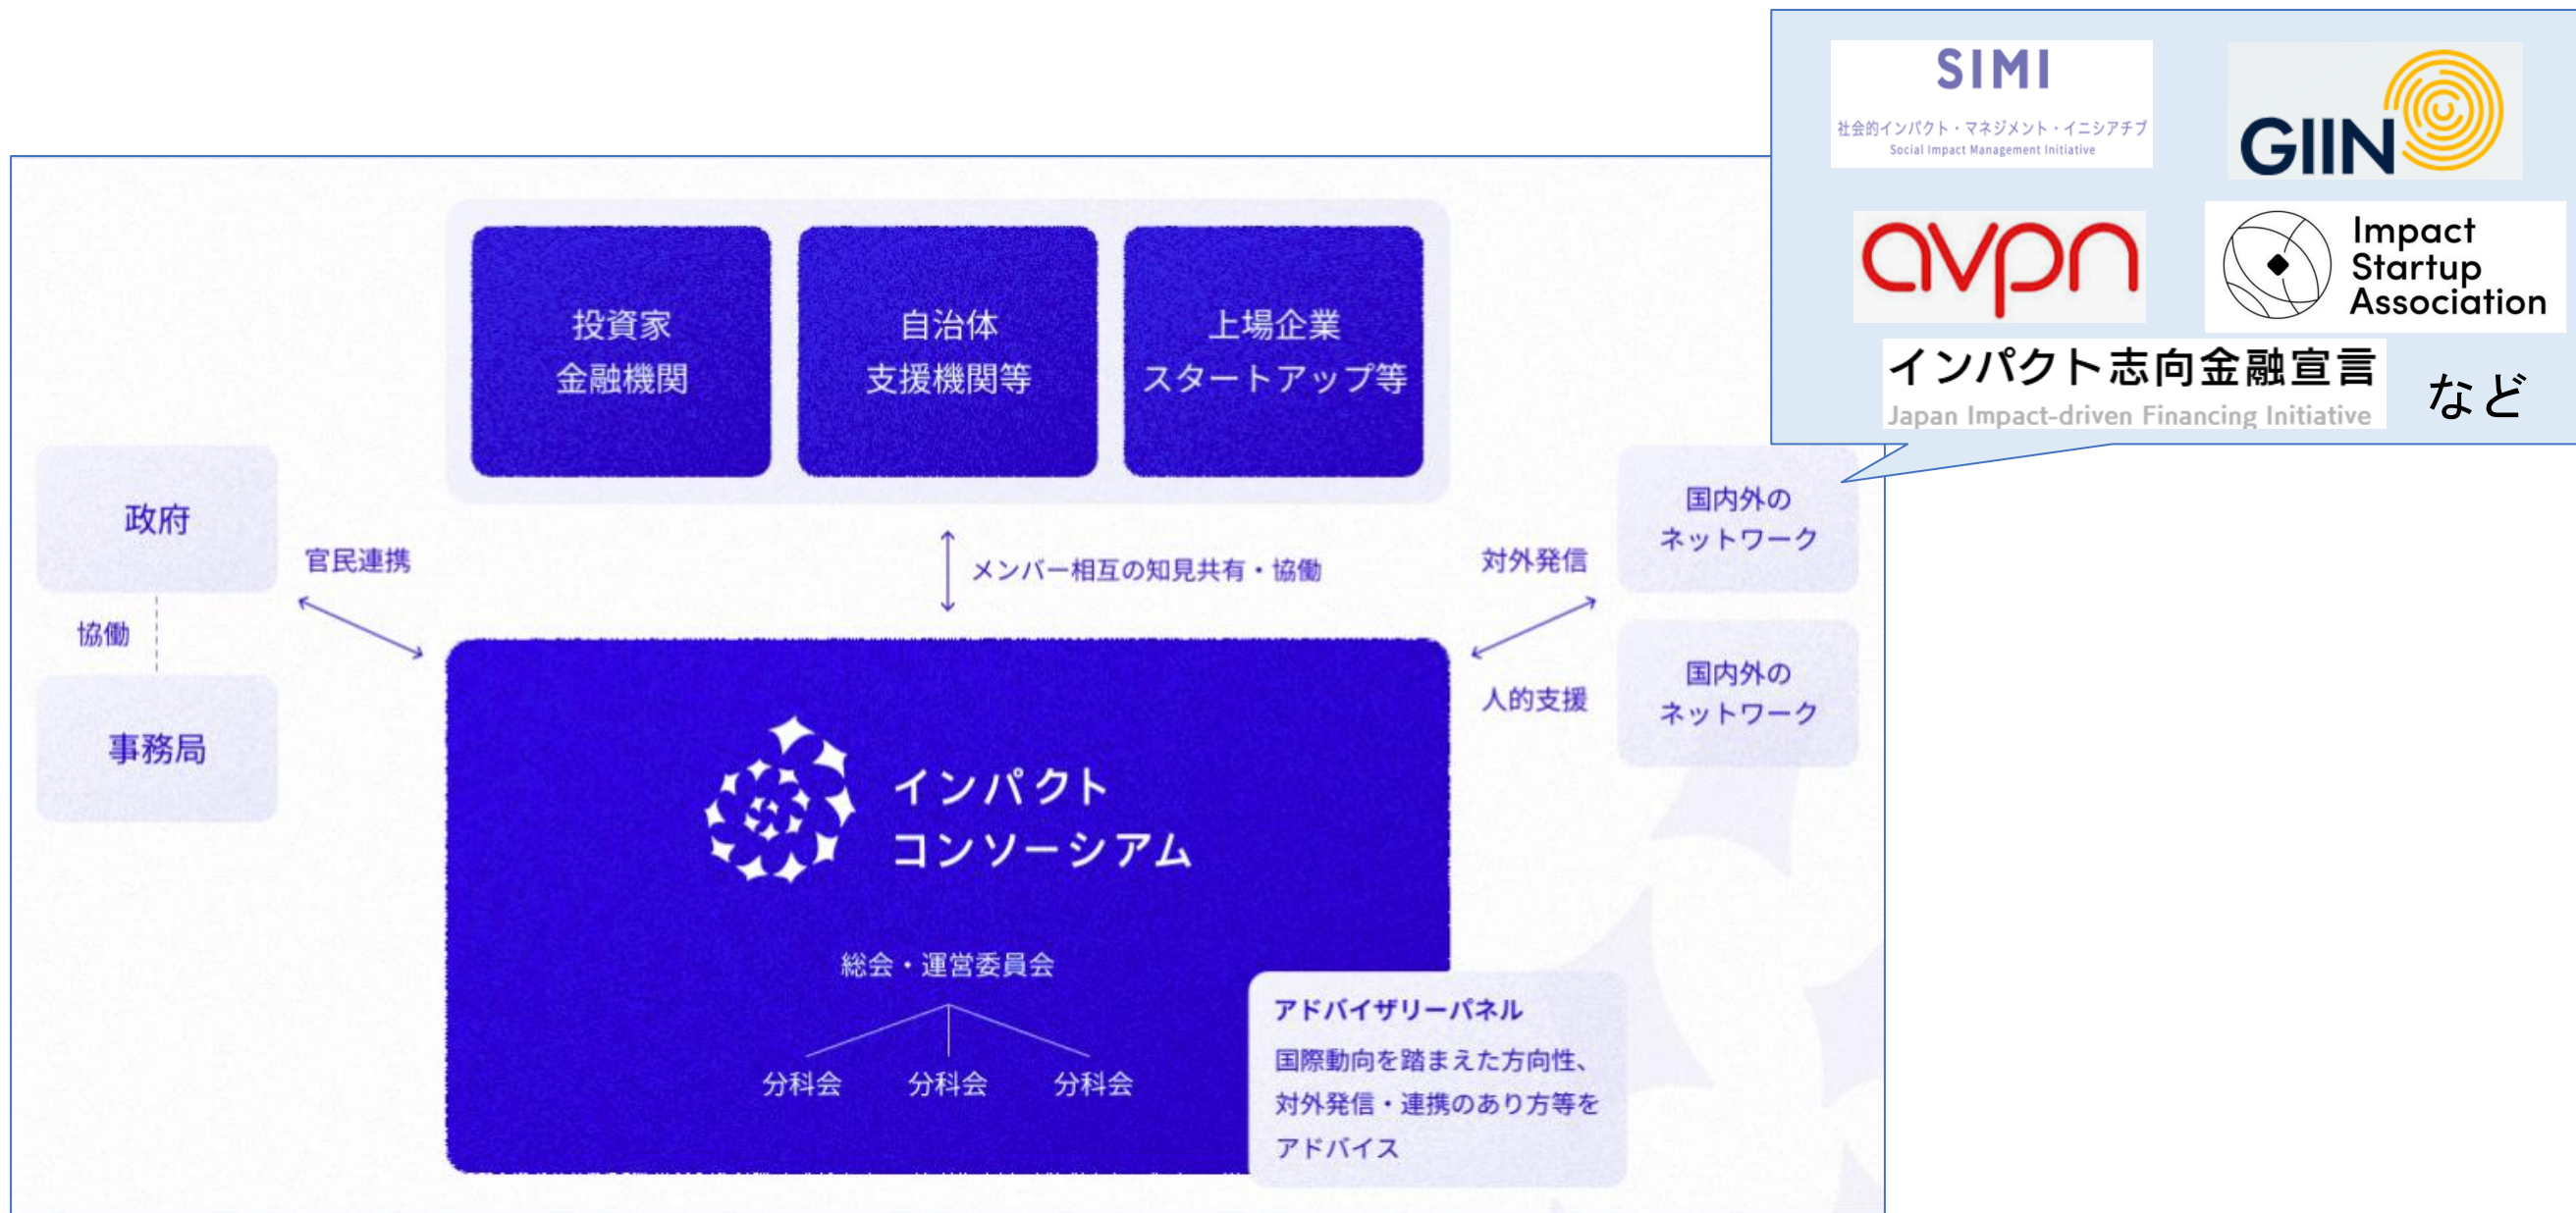 SIMI
社会的インパクト・マネジメント・イニシアチブ
Social Impact Management Initiative
GIIN
avpn
Impact
Startup
Association
インパクト志向金融宣言
Japan Impact-driven Financing Initiative
など
投資家
金融機関
自治体
支援機関等
上場企業
スタートアップ等
政府
官民連携
協働
事務局
メンバー相互の知見共有・協働
対外発信
人的支援
国内外の
ネットワーク
国内外の
ネットワーク
インパクト
コンソーシアム
総会・運営委員会
分科会
分科会
分科会
アドバイザリーパネル
国際動向を踏まえた方向性、
対外発信・連携のあり方等を
アドバイス